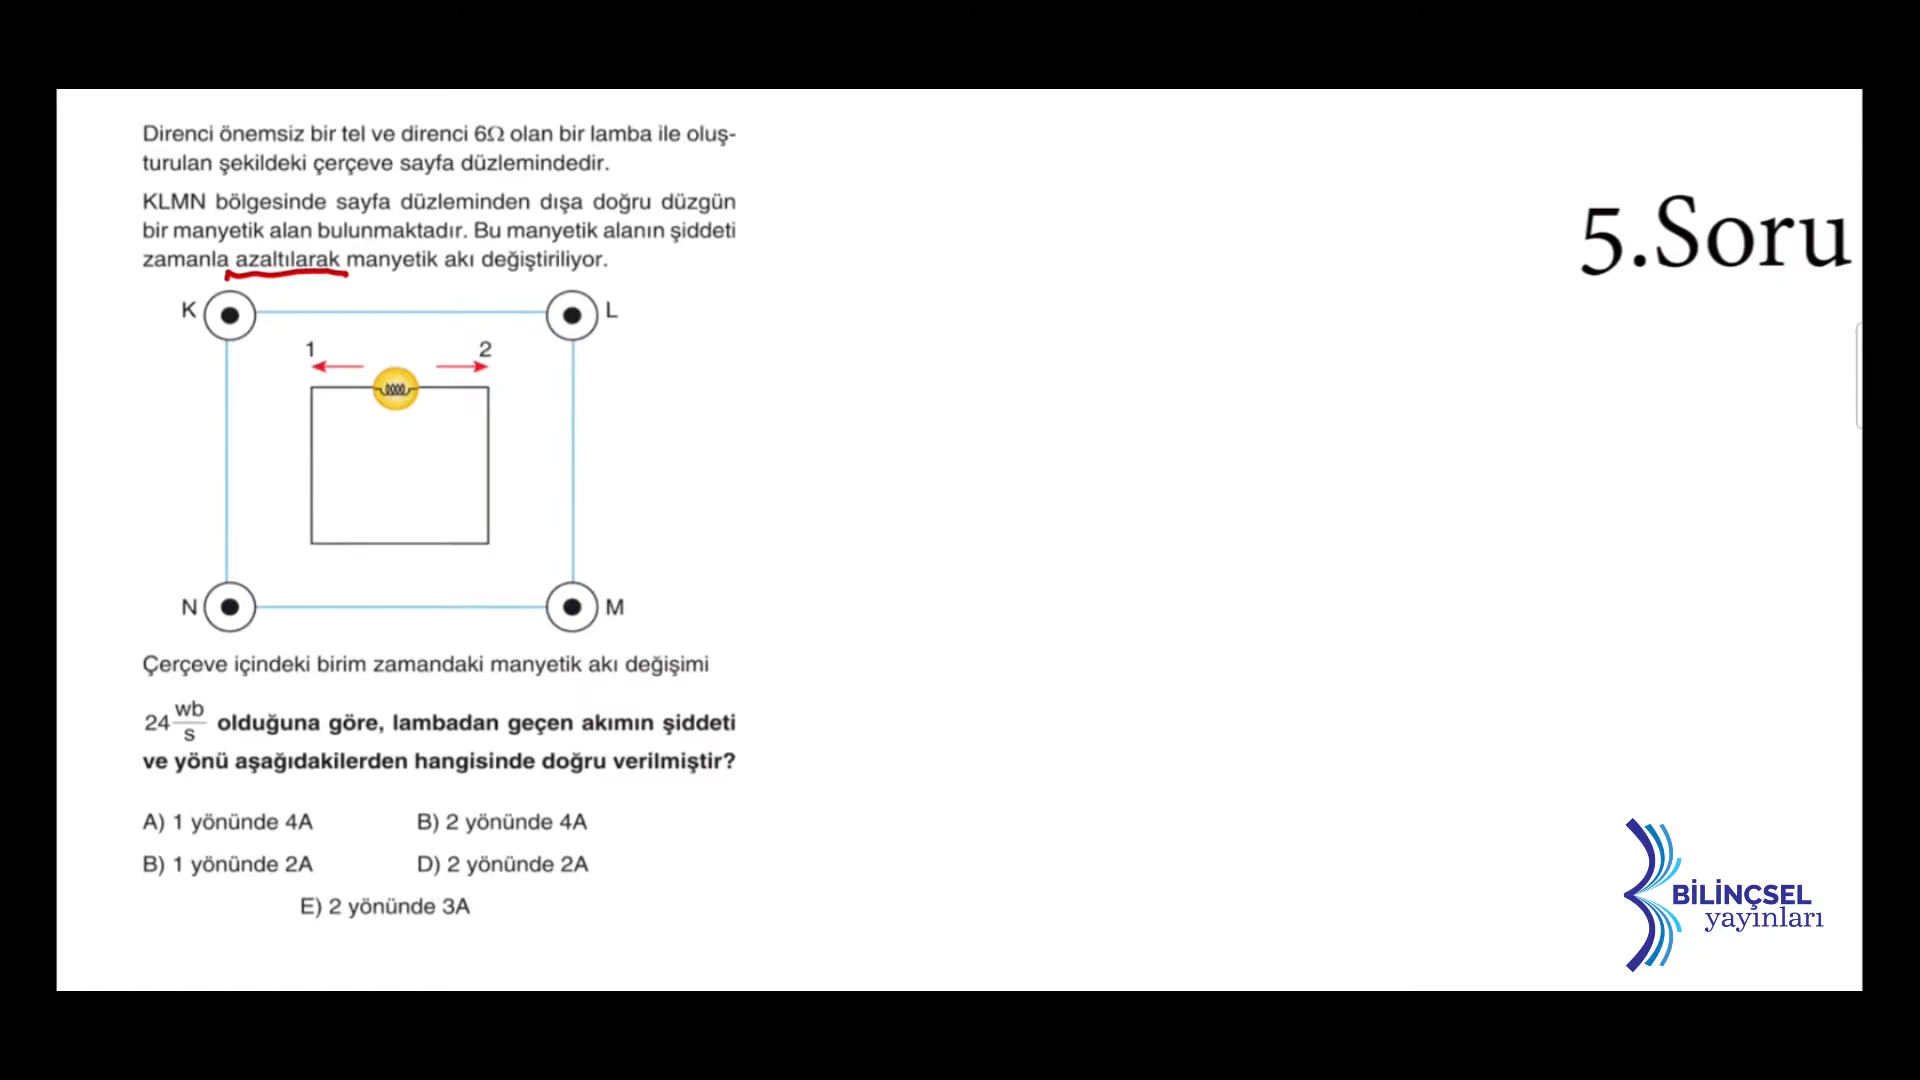 Direnci önemsiz bir tel ve direnci 6Ω olan bir lamba ile oluş-
turulan şekildeki çerçeve sayfa düzlemindedir.
KLMN bölgesinde sayfa düzleminden dışa doğru düzgün
bir manyetik alan bulunmaktadır. Bu manyetik alanın şiddeti
zamanla azaltılarak manyetik akı değiştiriliyor.
5.Soru
K
L
1
2
N
M
Çerçeve içindeki birim zamandaki manyetik akı değişimi
24 wb/s olduğuna göre, lambadan geçen akımın şiddeti
ve yönü aşağıdakilerden hangisinde doğru verilmiştir?
A) 1 yönünde 4A
B) 2 yönünde 4A
B) 1 yönünde 2A
D) 2 yönünde 2A
E) 2 yönünde 3A
BİLİNÇSEL
yayınları